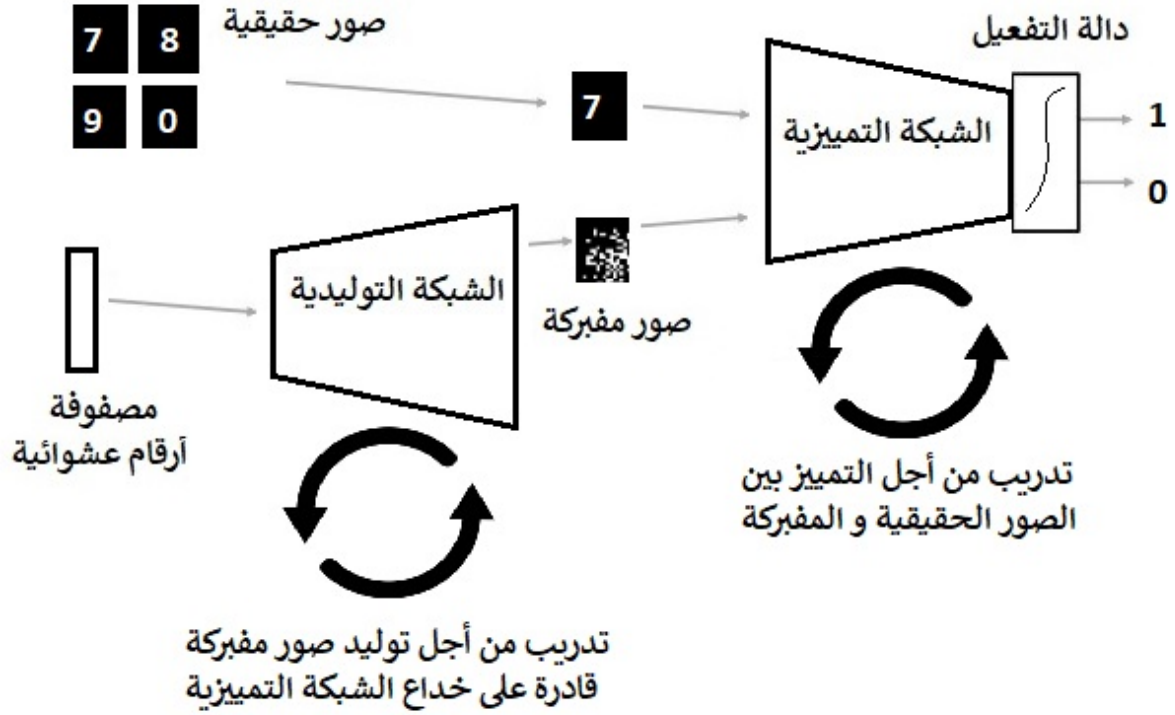 صور حقيقية
7 8
9 0
7
دالة التفعيل
الشبكة التمييزية
1
0
الشبكة التوليدية
صور مفبركة
مصفوفة
أرقام عشوائية
تدريب من أجل التمييز بين
الصور الحقيقية و المفبركة
تدريب من أجل توليد صور مفبركة
قادرة على خداع الشبكة التمييزية